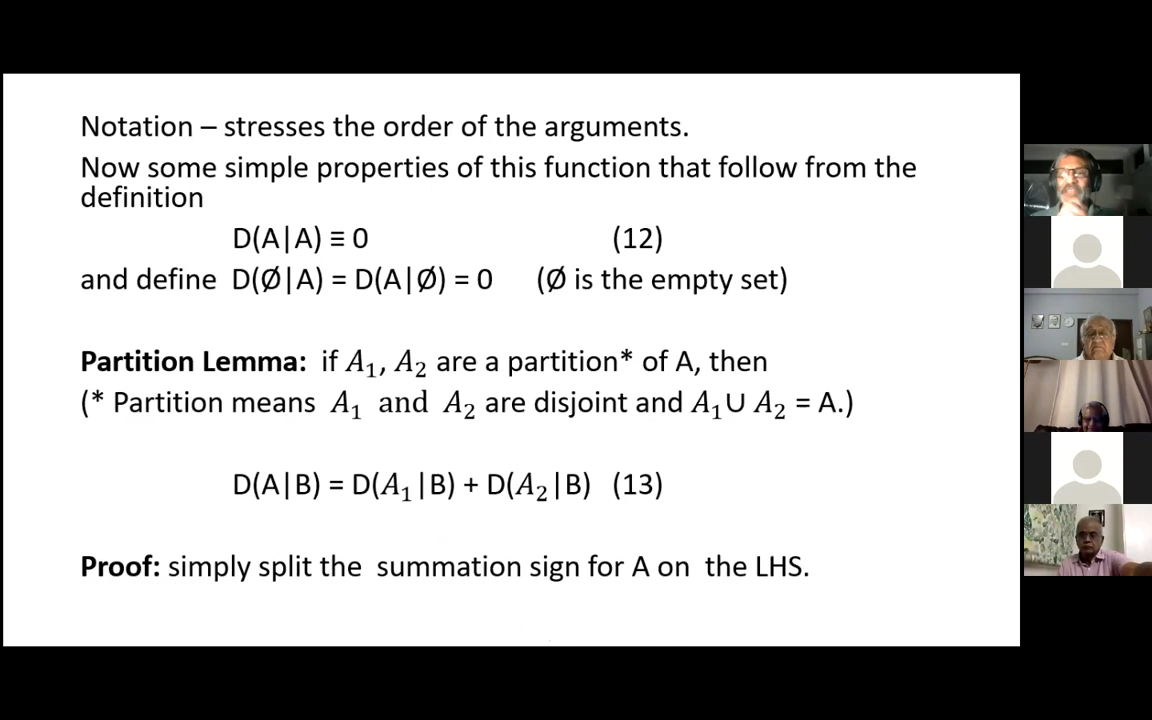 Notation – stresses the order of the arguments.
Now some simple properties of this function that follow from the
definition
D(A|A) ≡ 0 (12)
and define D(Ø|A) = D(A|Ø) = 0 (Ø is the empty set)
Partition Lemma: if A₁, A₂ are a partition* of A, then
(* Partition means A₁ and A₂ are disjoint and A₁∪ A₂ = A.)
D(A|B) = D(A₁|B) + D(A₂|B) (13)
Proof: simply split the summation sign for A on the LHS.